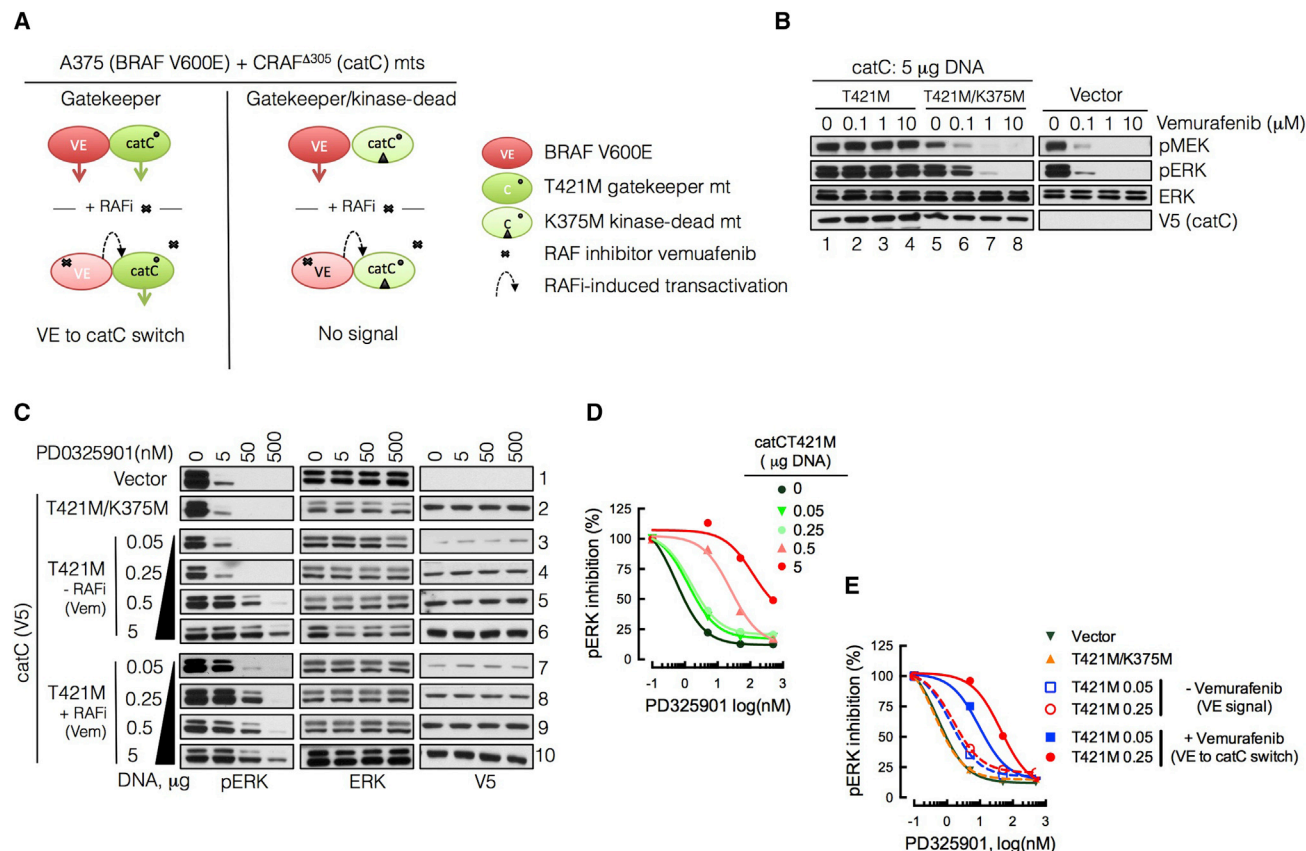 A
A375 (BRAF V600E) + CRAF^Δ305 (catC) mts
Gatekeeper
Gatekeeper/kinase-dead
VE catC
VE catC
+ RAFi
+ RAFi
VE catC
VE catC
VE to catC switch
No signal
VE BRAF V600E
C T421M gatekeeper mt
C K375M kinase-dead mt
RAF inhibitor vemuafenib
RAFi-induced transactivation
B
catC: 5 µg DNA
T421M T421M/K375M Vector
0 0.1 1 10 0 0.1 1 10 0 0.1 1 10 Vemurafenib (µM)
pMEK
pERK
ERK
V5 (catC)
1 2 3 4 5 6 7 8
C
PD0325901(nM) 0 5 50 500 0 5 50 500 0 5 50 500
Vector 1
T421M/K375M 2
catC (V5)
T421M
- RAFi
(Vem)
0.05 3
0.25 4
0.5 5
5 6
T421M
+ RAFi
(Vem)
0.05 7
0.25 8
0.5 9
5 10
DNA, µg pERK ERK V5
D
catCT421M
( µg DNA)
0
0.05
0.25
0.5
5
pERK inhibition (%)
125
100
75
50
25
0
-1 0 1 2 3
PD325901 log(nM)
E
Vector
T421M/K375M
T421M 0.05
T421M 0.25
- Vemurafenib
(VE signal)
T421M 0.05
T421M 0.25
+ Vemurafenib
(VE to catC switch)
pERK inhibition (%)
125
100
75
50
25
0
-1 0 1 2 3
PD325901, log(nM)